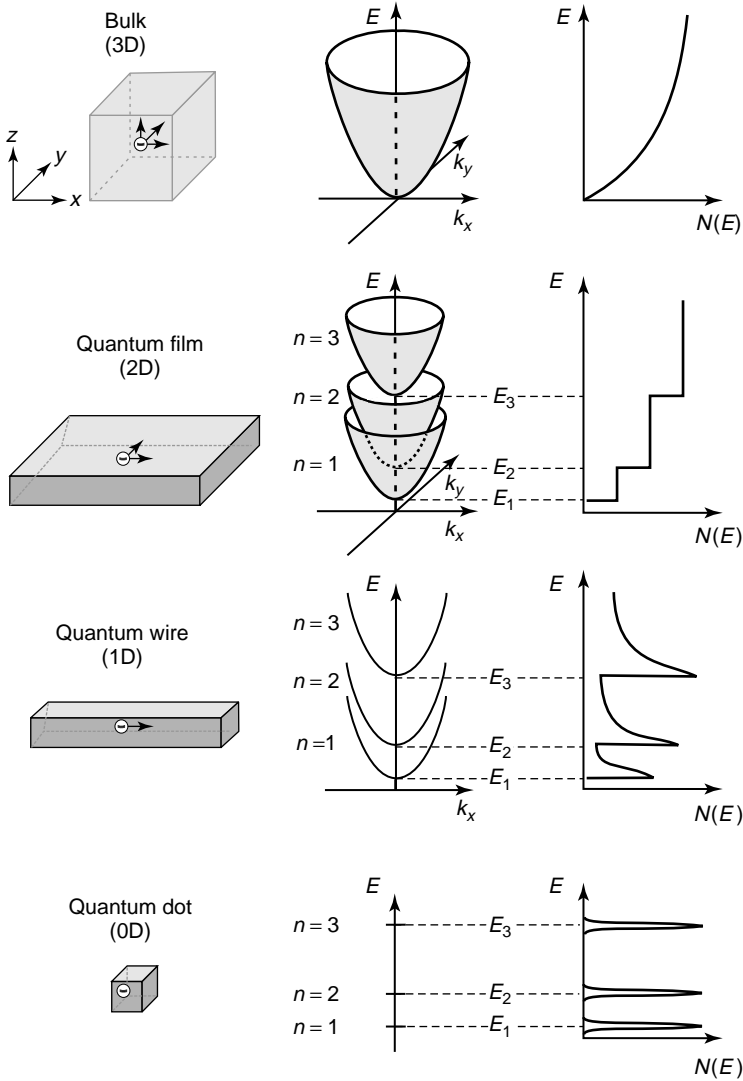 Bulk
(3D)
z
y
x
E
k_y
k_x
E
N(E)
Quantum film
(2D)
E
n = 3
n = 2
n = 1
k_y
k_x
E_3
E_2
E_1
E
N(E)
Quantum wire
(1D)
E
n = 3
n = 2
n = 1
k_x
E_3
E_2
E_1
E
N(E)
Quantum dot
(0D)
E
n = 3
n = 2
n = 1
E_3
E_2
E_1
E
N(E)